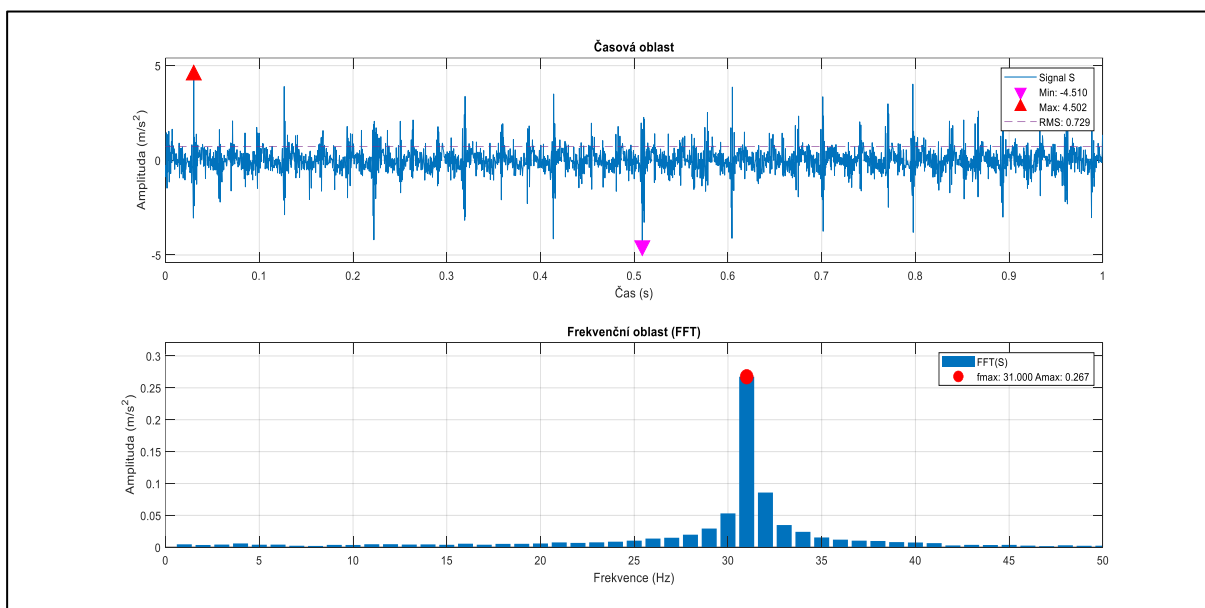 Časová oblast
Amplituda (m/s²)
5
0
-5
Signal S
Min: -4.510
Max: 4.502
RMS: 0.729
0 0.1 0.2 0.3 0.4 0.5 0.6 0.7 0.8 0.9 1
Čas (s)
Frekvenční oblast (FFT)
Amplituda (m/s²)
0.3
0.25
0.2
0.15
0.1
0.05
0
FFT(S)
fmax: 31.000 Amax: 0.267
0 5 10 15 20 25 30 35 40 45 50
Frekvence (Hz)